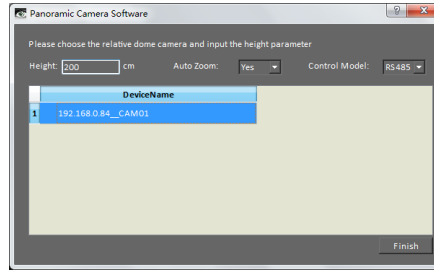 Panoramic Camera Software
Please choose the relative dome camera and input the height parameter
Height: 200 cm Auto Zoom: Yes Control Model: RS485
DeviceName
1 192.168.0.84__CAM01
Finish